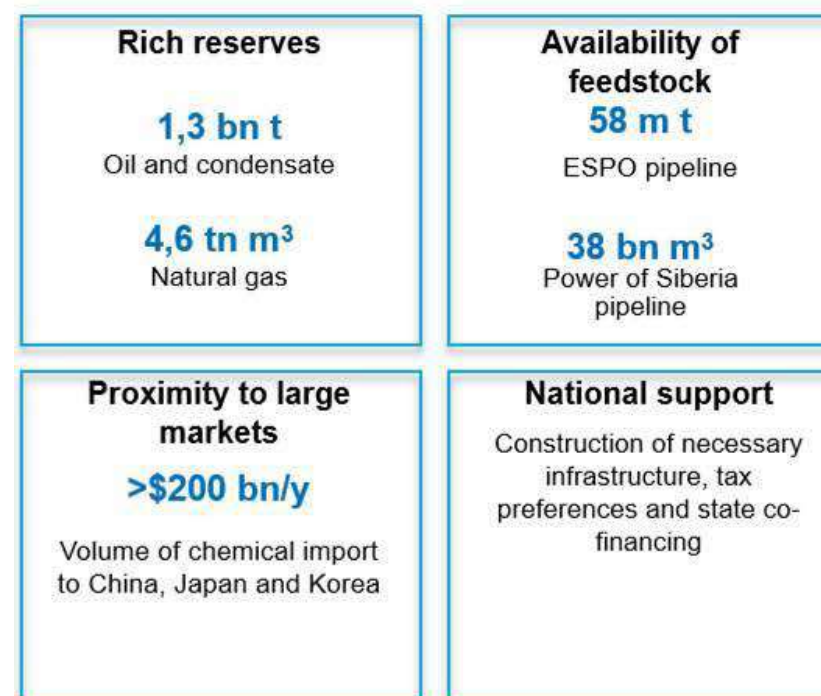 Rich reserves
1,3 bn t
Oil and condensate
4,6 tn m³
Natural gas
Availability of
feedstock
58 m t
ESPO pipeline
38 bn m³
Power of Siberia
pipeline
Proximity to large
markets
>$200 bn/y
Volume of chemical import
to China, Japan and Korea
National support
Construction of necessary
infrastructure, tax
preferences and state co-
financing